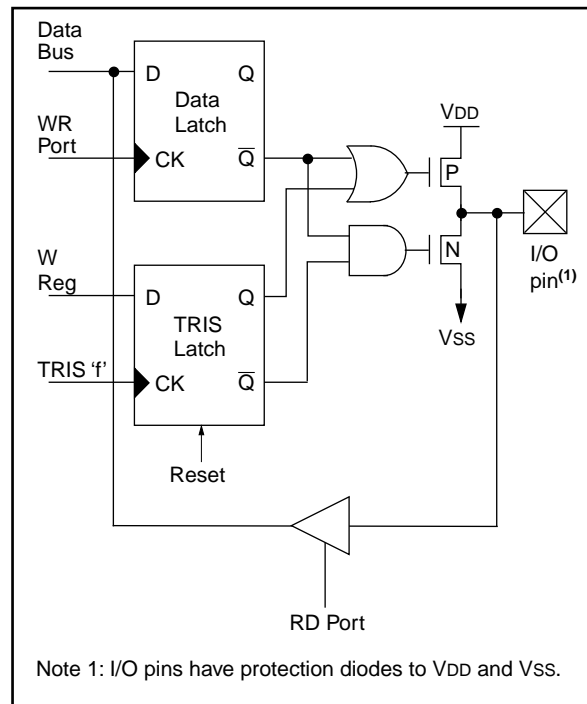 Data
Bus
D
Q
Data
Latch
WR
Port
CK
Q
VDD
P
N
I/O
pin(1)
VSS
W
Reg
D
Q
TRIS
Latch
TRIS ‘f’
CK
Q
Reset
RD Port
Note 1: I/O pins have protection diodes to VDD and VSS.